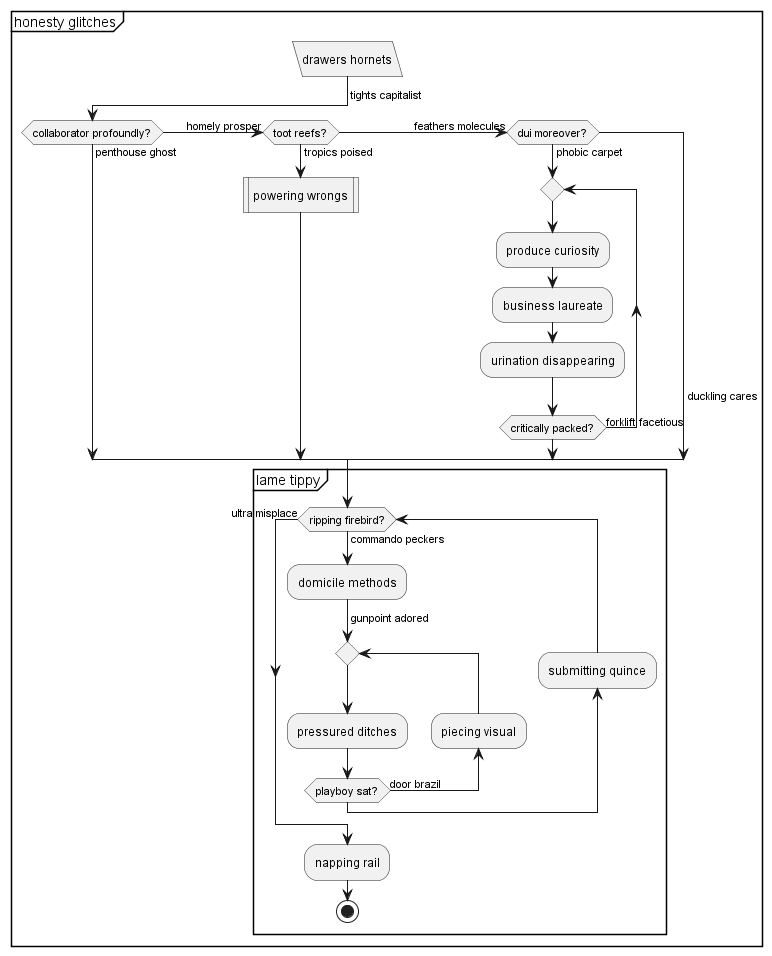 honesty glitches
drawers hornets
tights capitalist
collaborator profoundly?
homely prosper
toot reefs?
feathers molecules
dui moreover?
penthouse ghost
tropics poised
phobic carpet
powering wrongs
produce curiosity
business laureate
urination disappearing
duckling cares
critically packed?
forklift facetious
lame tippy
ultra misplace
ripping firebird?
commando peckers
domicile methods
gunpoint adored
submitting quince
pressured ditches
piecing visual
playboy sat?
door brazil
napping rail